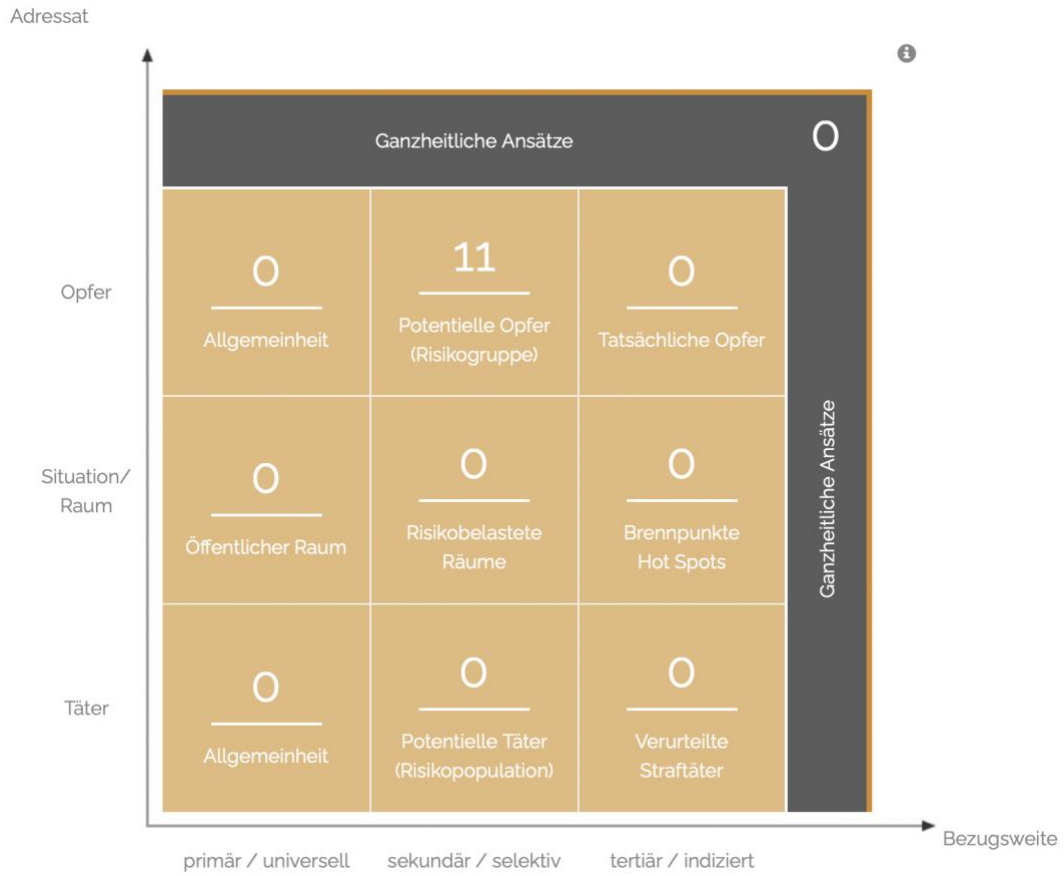 Adressat
Ganzheitliche Ansätze
0
Opfer
0
Allgemeinheit
11
Potentielle Opfer
(Risikogruppe)
0
Tatsächliche Opfer
Ganzheitliche Ansätze
Situation/
Raum
0
Öffentlicher Raum
0
Risikobelastete
Räume
0
Brennpunkte
Hot Spots
Täter
0
Allgemeinheit
0
Potentielle Täter
(Risikopopulation)
0
Verurteilte
Straftäter
Bezugsweite
primär / universell
sekundär / selektiv
tertiär / indiziert